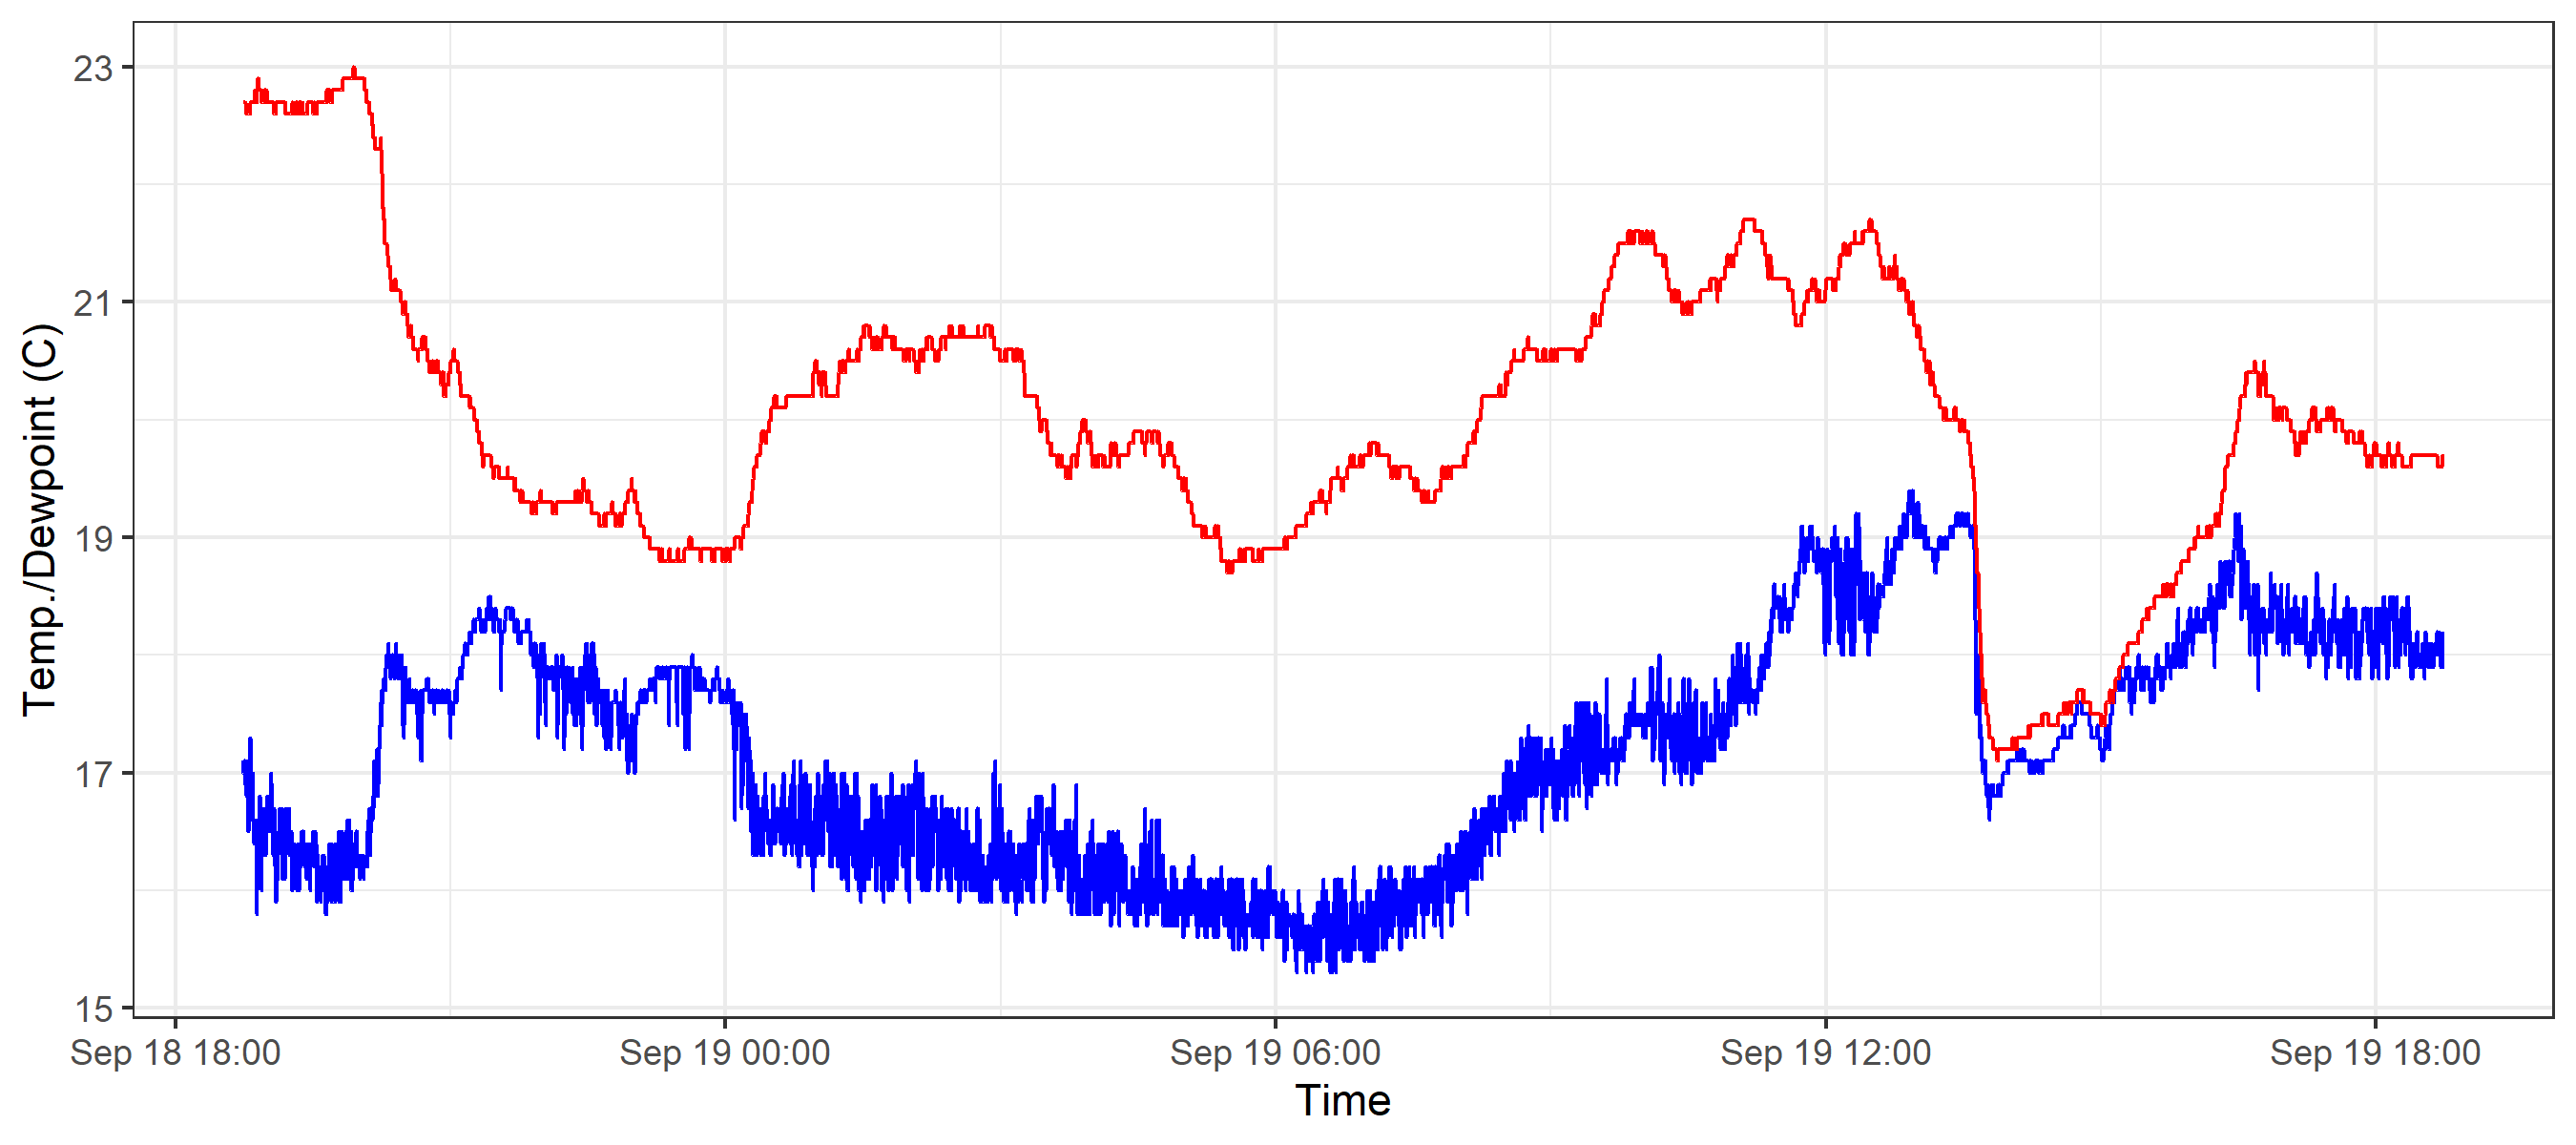 Temp./Dewpoint (C)
23
21
19
17
15
Sep 18 18:00
Sep 19 00:00
Sep 19 06:00
Sep 19 12:00
Sep 19 18:00
Time